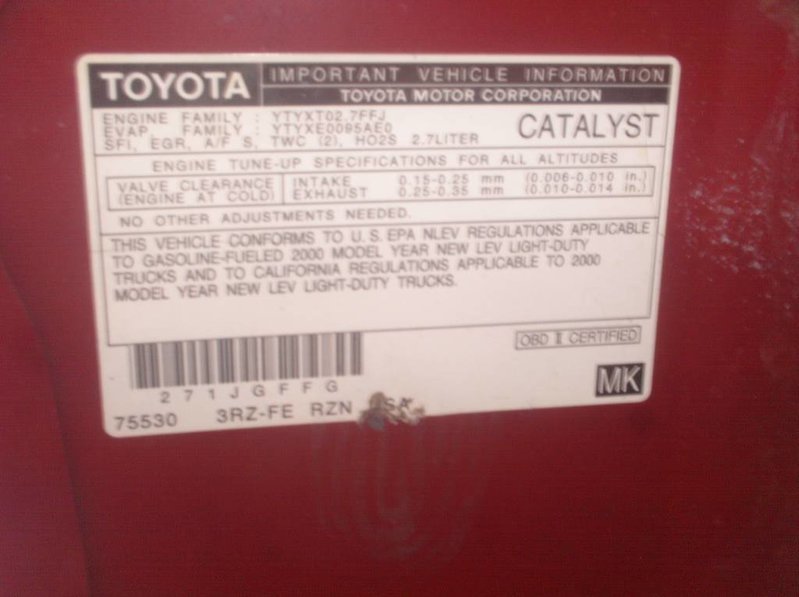 TOYOTA IMPORTANT VEHICLE INFORMATION
TOYOTA MOTOR CORPORATION
ENGINE FAMILY : YTYXT02.7FFJ
EVAP. FAMILY : YTYXE0095AE0
SFI, EGR, A/F S, TWC (2), HO2S 2.7LITER
CATALYST
ENGINE TUNE-UP SPECIFICATIONS FOR ALL ALTITUDES
VALVE CLEARANCE INTAKE 0.15-0.25 mm (0.006-0.010 in.)
(ENGINE AT COLD) EXHAUST 0.25-0.35 mm (0.010-0.014 in.)
NO OTHER ADJUSTMENTS NEEDED.
THIS VEHICLE CONFORMS TO U.S. EPA NLEV REGULATIONS APPLICABLE
TO GASOLINE-FUELED 2000 MODEL YEAR NEW LEV LIGHT-DUTY
TRUCKS AND TO CALIFORNIA REGULATIONS APPLICABLE TO 2000
MODEL YEAR NEW LEV LIGHT-DUTY TRUCKS.
OBD II CERTIFIED
MK
271JGFFG
75530 3RZ-FE RZN